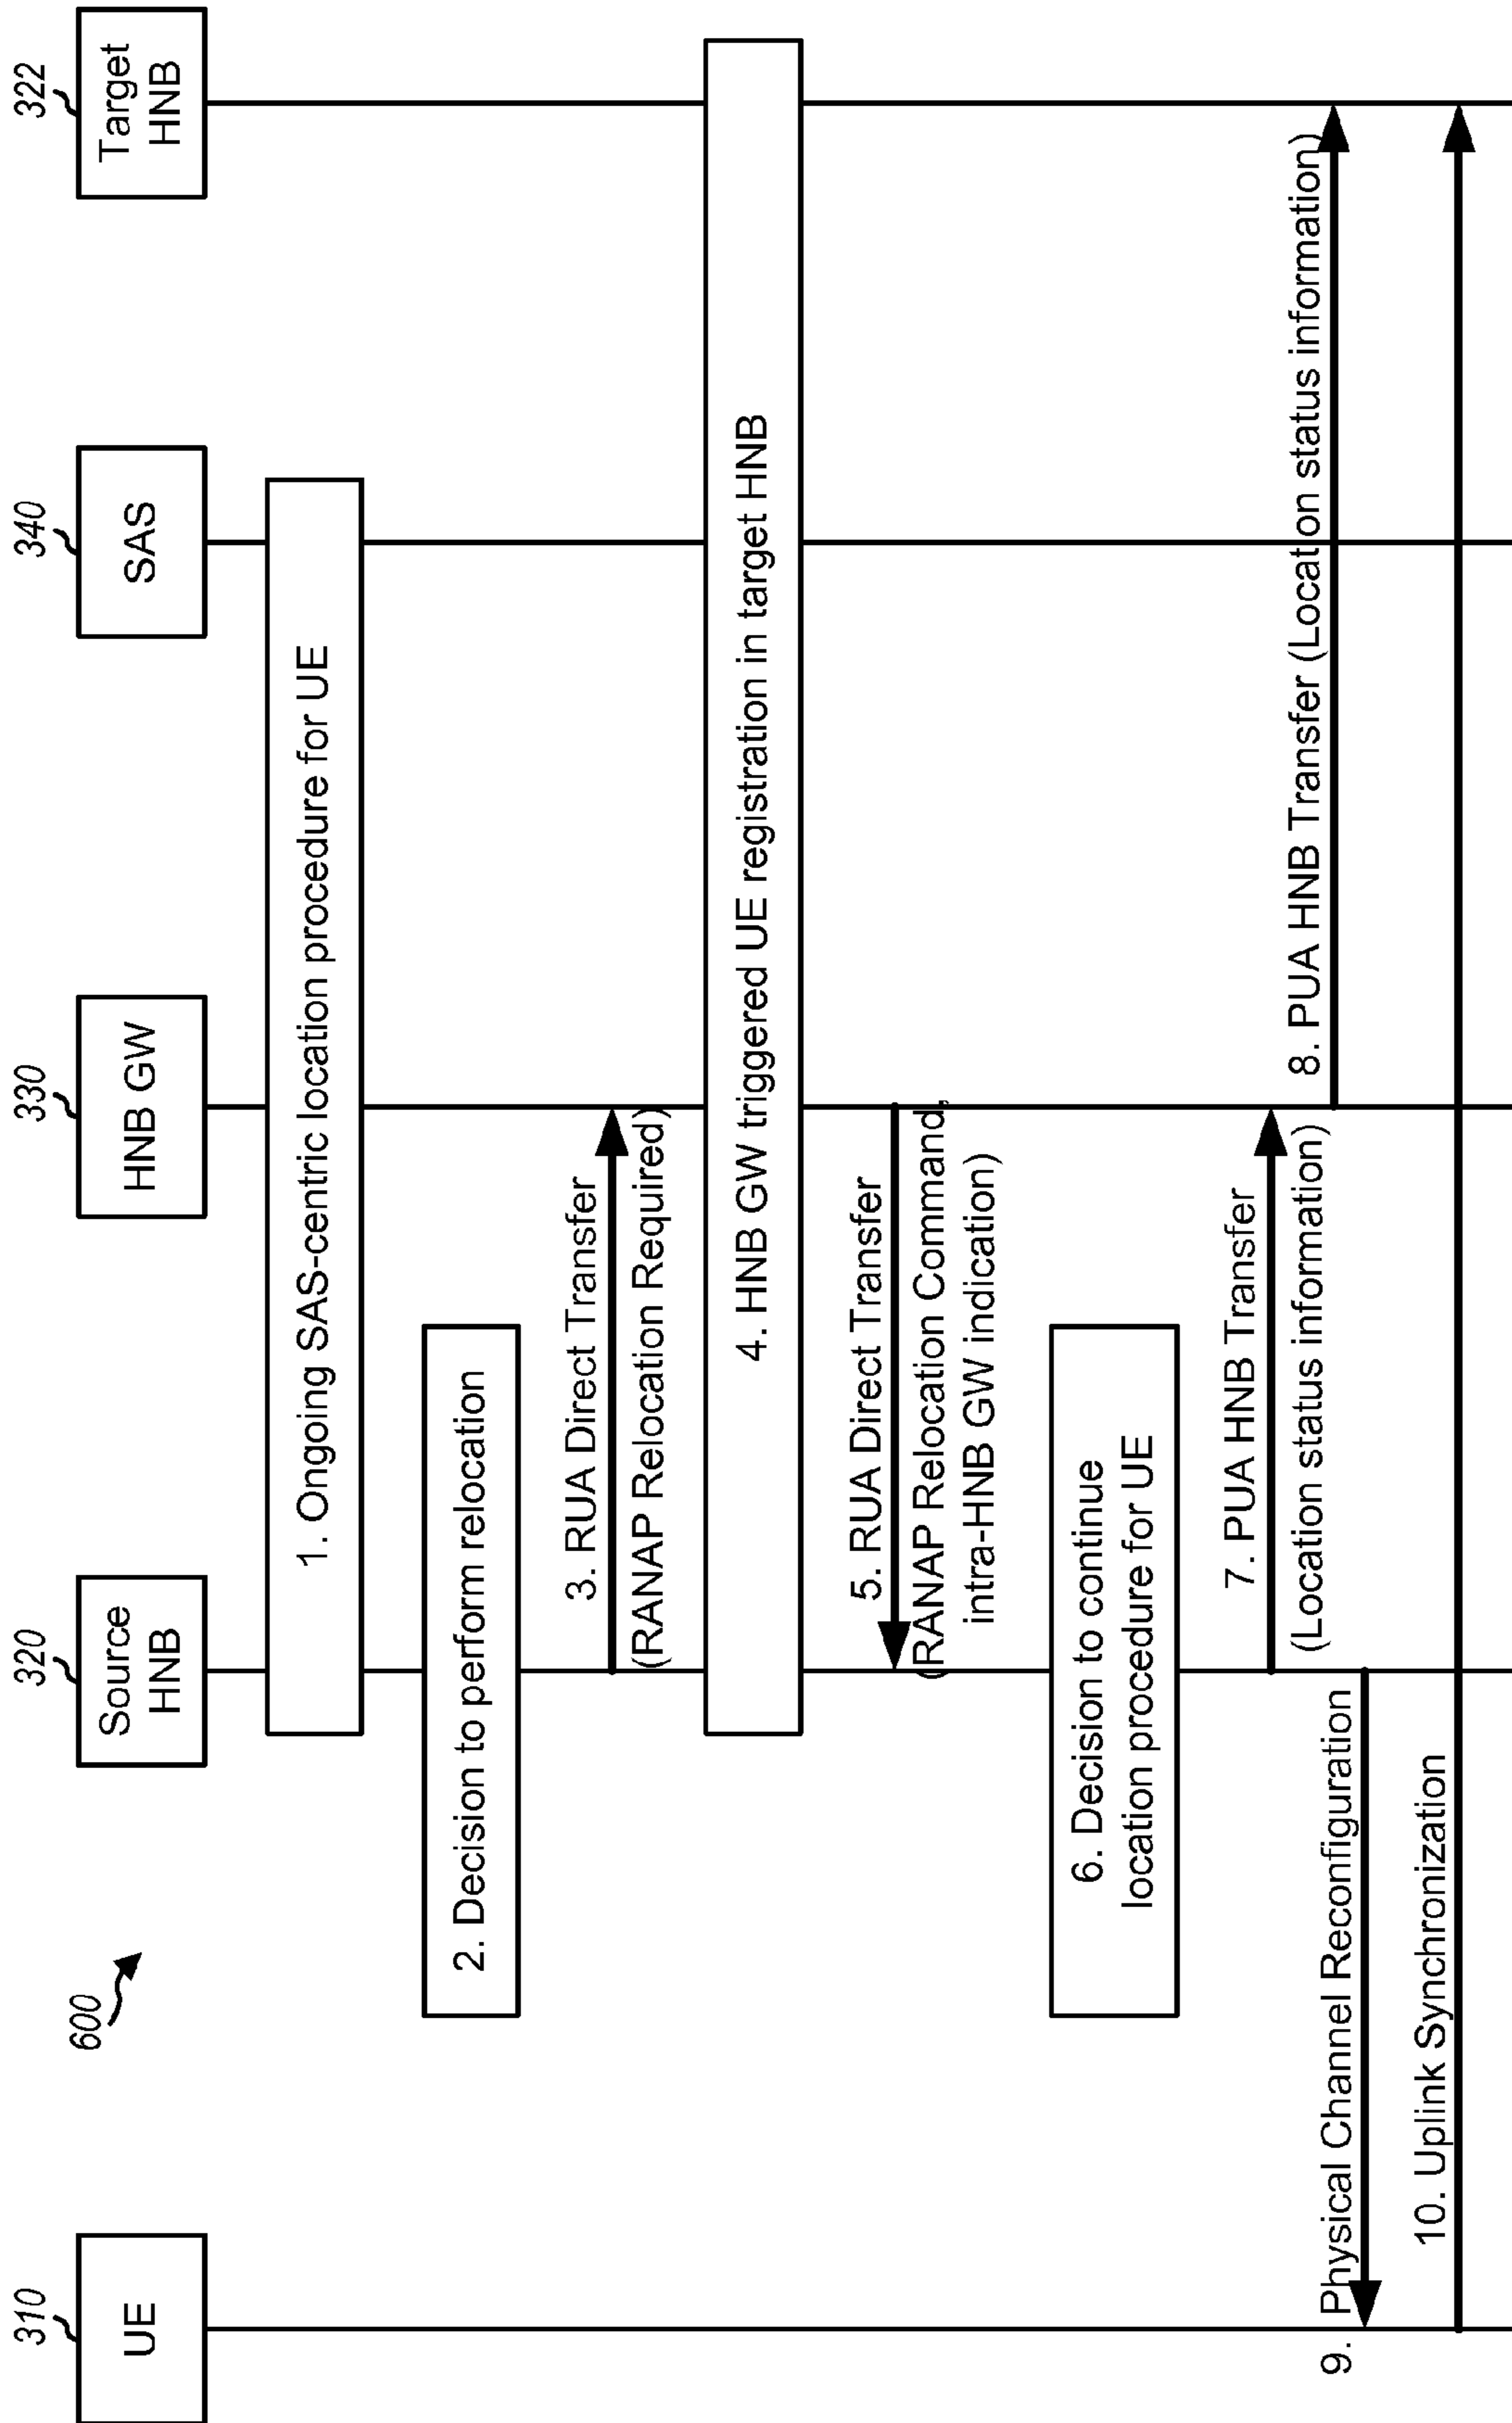 600
310
UE
320
Source
HNB
330
HNB GW
340
SAS
322
Target
HNB
1. Ongoing SAS-centric location procedure for UE
2. Decision to perform relocation
3. RUA Direct Transfer
(RANAP Relocation Required)
4. HNB GW triggered UE registration in target HNB
5. RUA Direct Transfer
(RANAP Relocation Command,
intra-HNB GW indication)
6. Decision to continue
location procedure for UE
7. PUA HNB Transfer
(Location status information)
8. PUA HNB Transfer (Location status information)
9. Physical Channel Reconfiguration
10. Uplink Synchronization